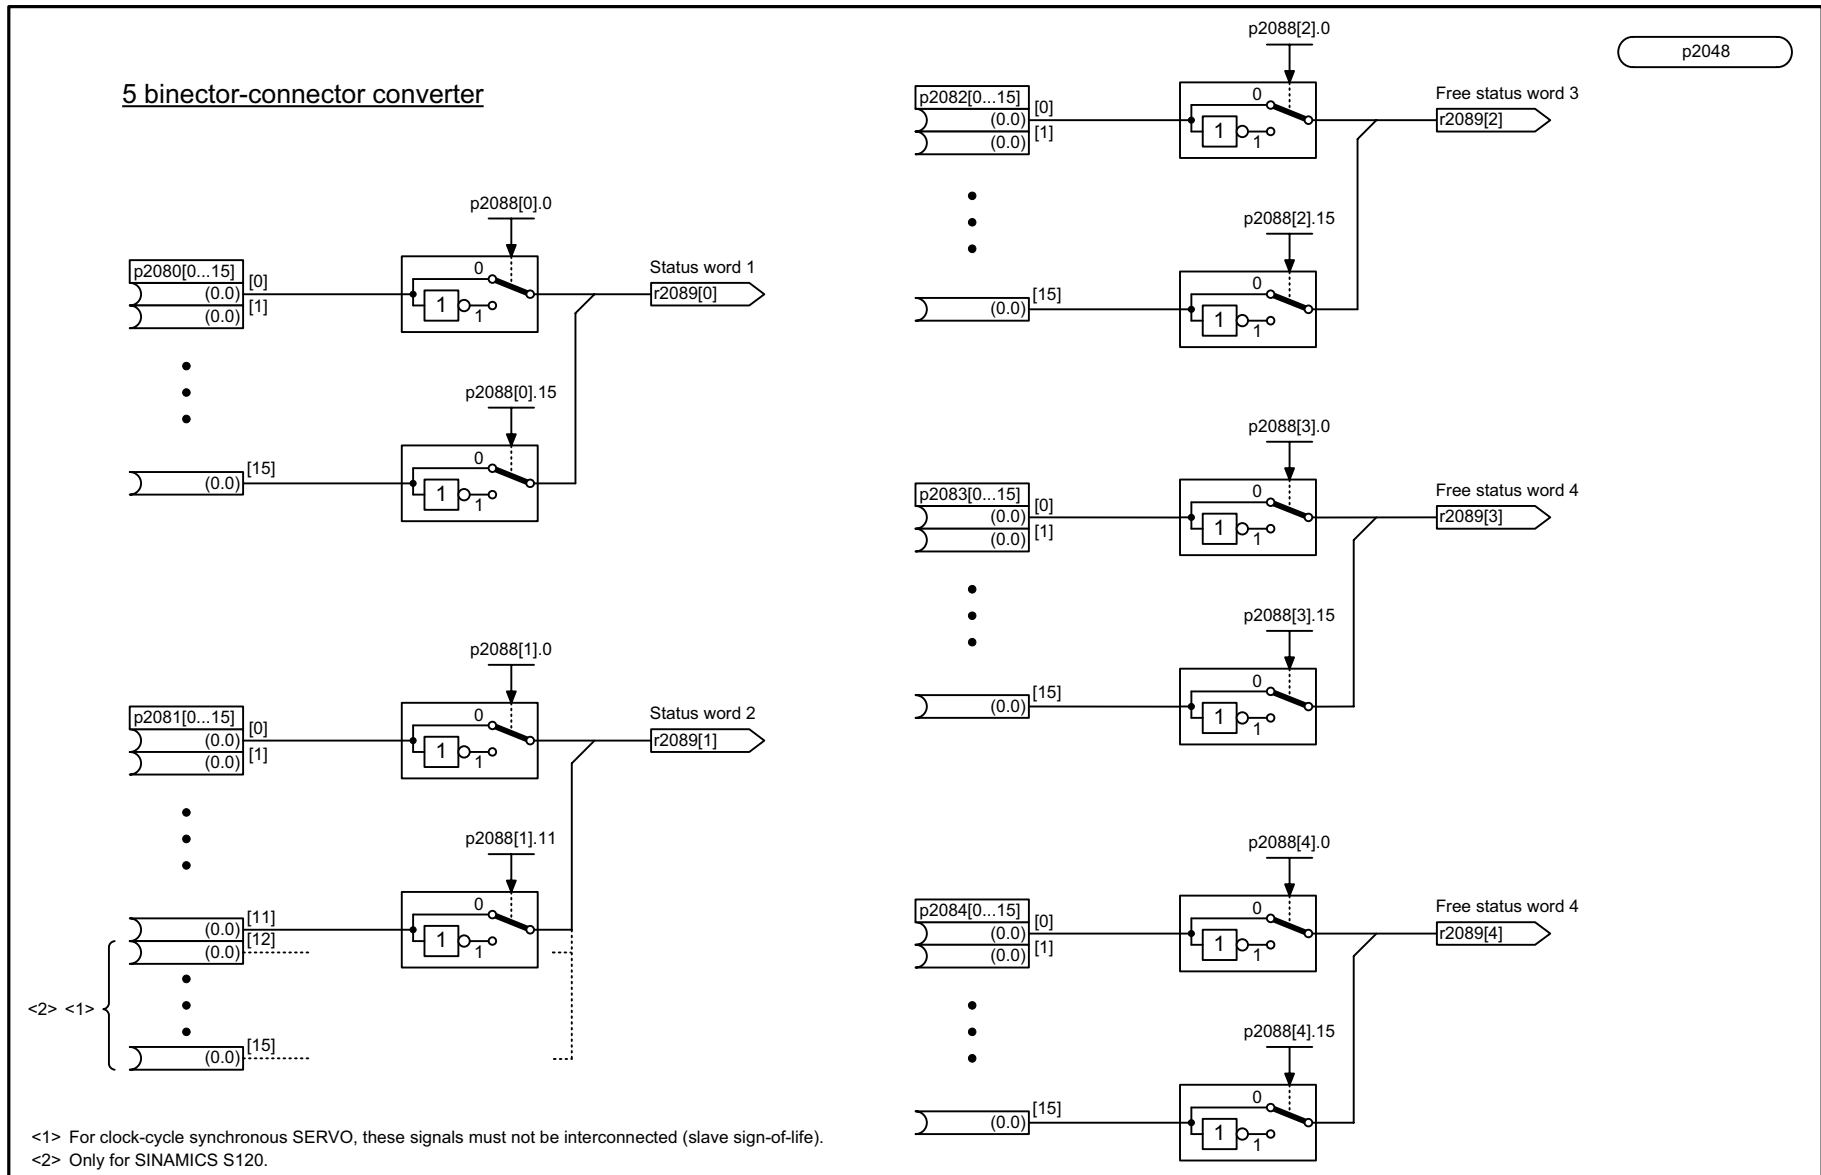 5 binector-connector converter
p2048
p2088[0].0
p2080[0...15]
[0]
(0.0)
[1]
(0.0)
0
1
1
Status word 1
r2089[0]
p2088[0].15
[15]
(0.0)
0
1
1
p2088[1].0
p2081[0...15]
[0]
(0.0)
[1]
(0.0)
0
1
1
Status word 2
r2089[1]
p2088[1].11
[11]
(0.0)
[12]
(0.0)
0
1
1
<2> <1>
[15]
(0.0)
<1> For clock-cycle synchronous SERVO, these signals must not be interconnected (slave sign-of-life).
<2> Only for SINAMICS S120.
p2088[2].0
p2082[0...15]
[0]
(0.0)
[1]
(0.0)
0
1
1
Free status word 3
r2089[2]
p2088[2].15
[15]
(0.0)
0
1
1
p2088[3].0
p2083[0...15]
[0]
(0.0)
[1]
(0.0)
0
1
1
Free status word 4
r2089[3]
p2088[3].15
[15]
(0.0)
0
1
1
p2088[4].0
p2084[0...15]
[0]
(0.0)
[1]
(0.0)
0
1
1
Free status word 4
r2089[4]
p2088[4].15
[15]
(0.0)
0
1
1